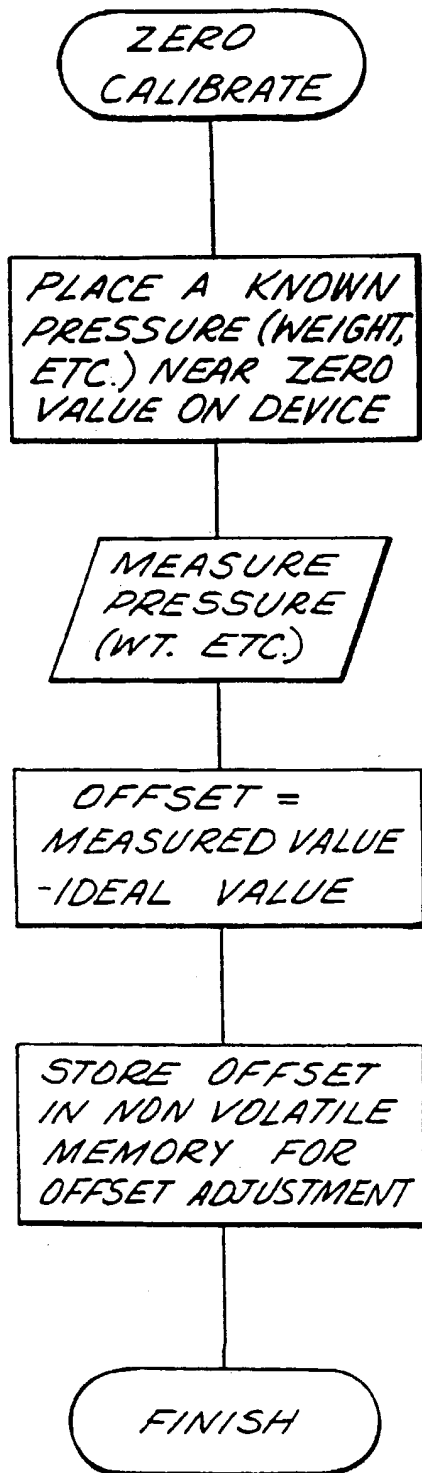 ZERO
CALIBRATE
PLACE A KNOWN
PRESSURE (WEIGHT,
ETC.) NEAR ZERO
VALUE ON DEVICE
MEASURE
PRESSURE
(WT. ETC.)
OFFSET =
MEASURED VALUE
-IDEAL VALUE
STORE OFFSET
IN NON VOLATILE
MEMORY FOR
OFFSET ADJUSTMENT
FINISH